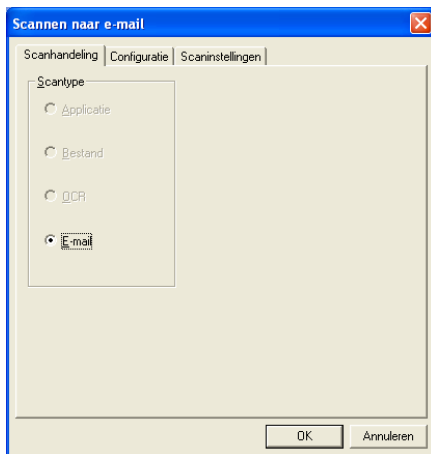 Scannen naar e-mail
Scanhandeling Configuratie Scaninstellingen
Scantype
Applicatie
Bestand
OCR
E-mail
OK Annuleren